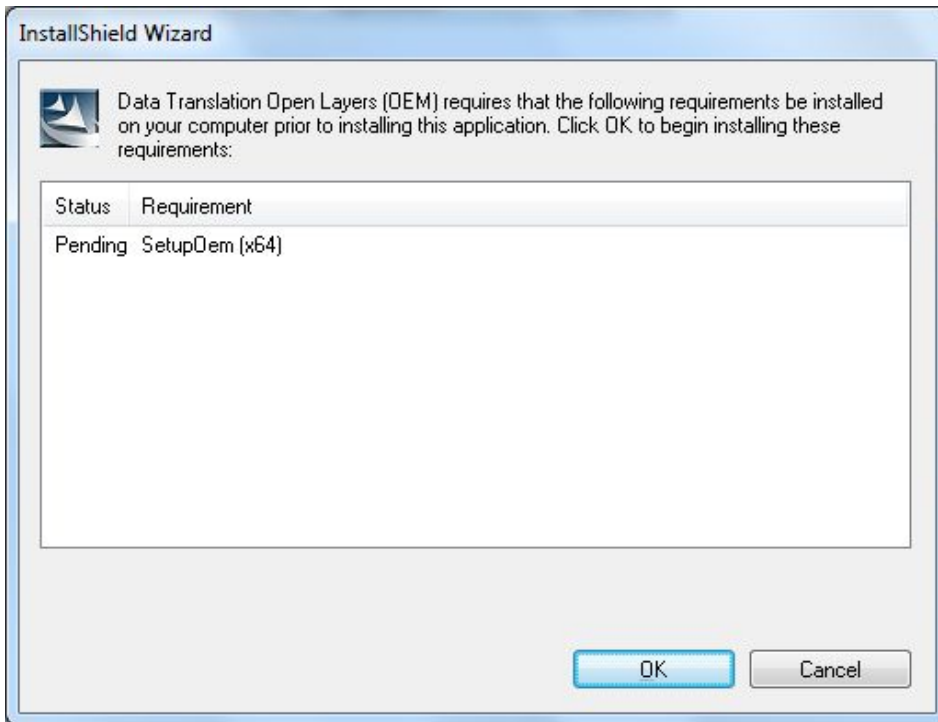 InstallShield Wizard
Data Translation Open Layers (OEM) requires that the following requirements be installed
on your computer prior to installing this application. Click OK to begin installing these
requirements:
Status Requirement
Pending SetupOem (x64)
OK Cancel